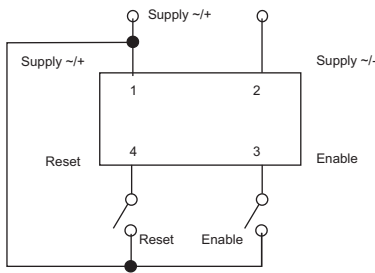 Supply ~/+
Supply ~/+
Supply ~/-
1 2
4 3
Reset
Enable
Reset Enable